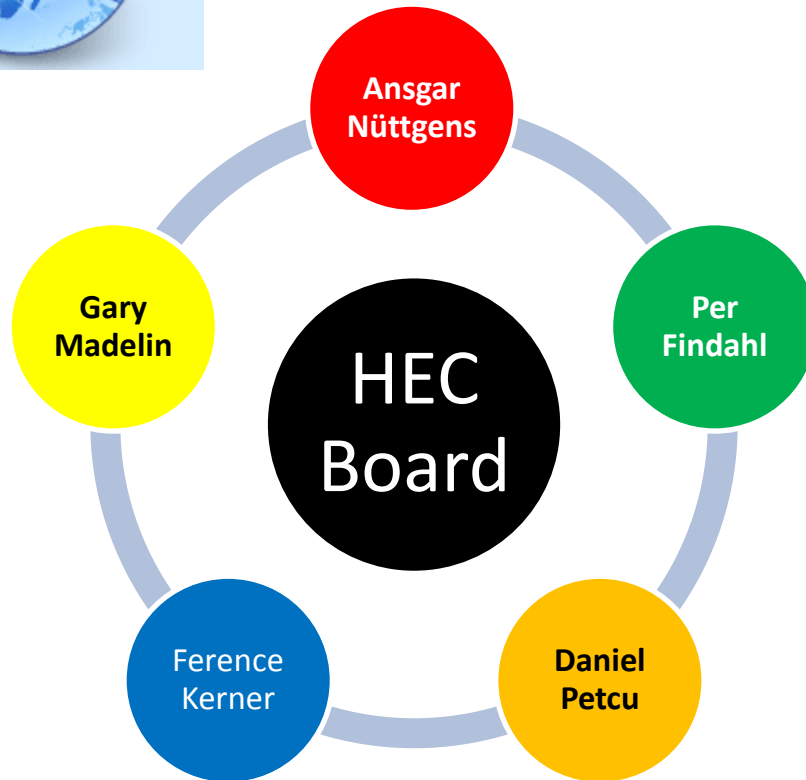 Ansgar
Nüttgens
Gary
Madelin
Per
Findahl
HEC
Board
Ference
Kerner
Daniel
Petcu